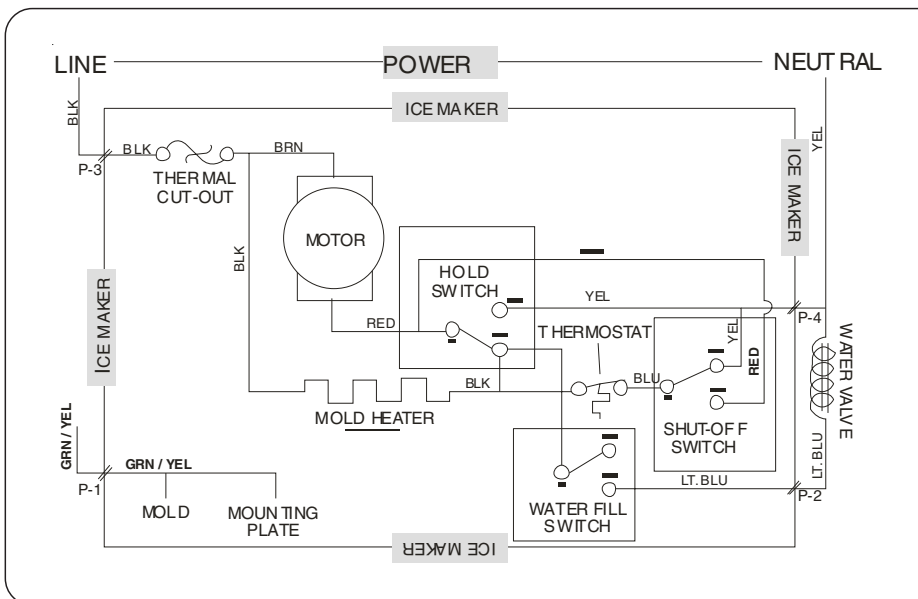 LINE POWER NEUTRAL
ICE MAKER
BLK
YEL
BLK
BRN
P-3
THERMAL
CUT-OUT
ICE MAKER
MOTOR
BLK
HOLD
SWITCH
YEL
P-4
RED
THERMOSTAT
YEL
RED
WATER VALVE
ICE MAKER
BLK
BLU
MOLD HEATER
SHUT-OFF
SWITCH
GRN / YEL
GRN / YEL
LT.BLU
LT.BLU
P-1
P-2
MOLD
MOUNTING
PLATE
WATER FILL
SWITCH
ICE MAKER